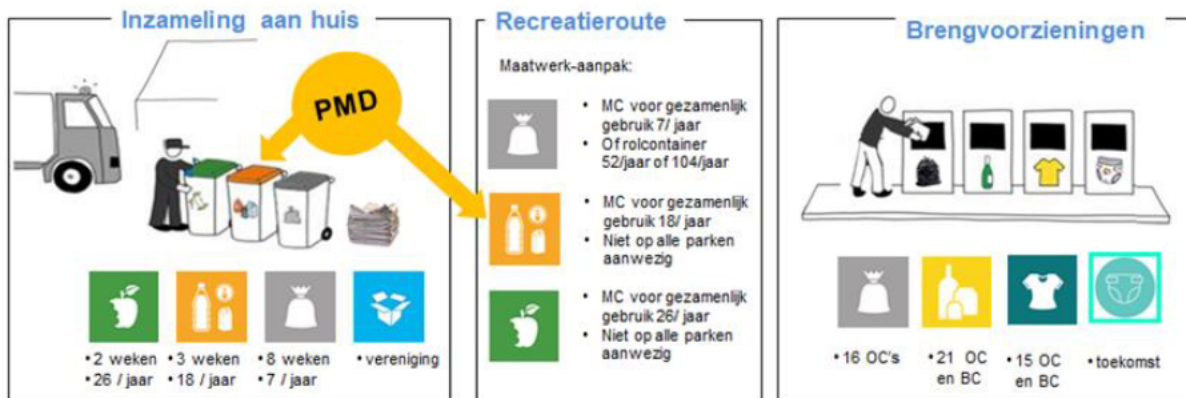 Inzameling aan huis
PMD
• 2 weken
• 26 / jaar
• 3 weken
• 18 / jaar
• 8 weken
• 7 / jaar
• vereniging
Recreatieroute
Maatwerk-aanpak:
• MC voor gezamenlijk
gebruik 7/ jaar
• Of rolcontainer
52/jaar of 104/jaar
• MC voor gezamenlijk
gebruik 18/ jaar
• Niet op alle parken
aanwezig
• MC voor gezamenlijk
gebruik 26/ jaar
• Niet op alle parken
aanwezig
Brengvoorzieningen
• 16 OC's
• 21 OC
en BC
• 15 OC
en BC
• toekomst